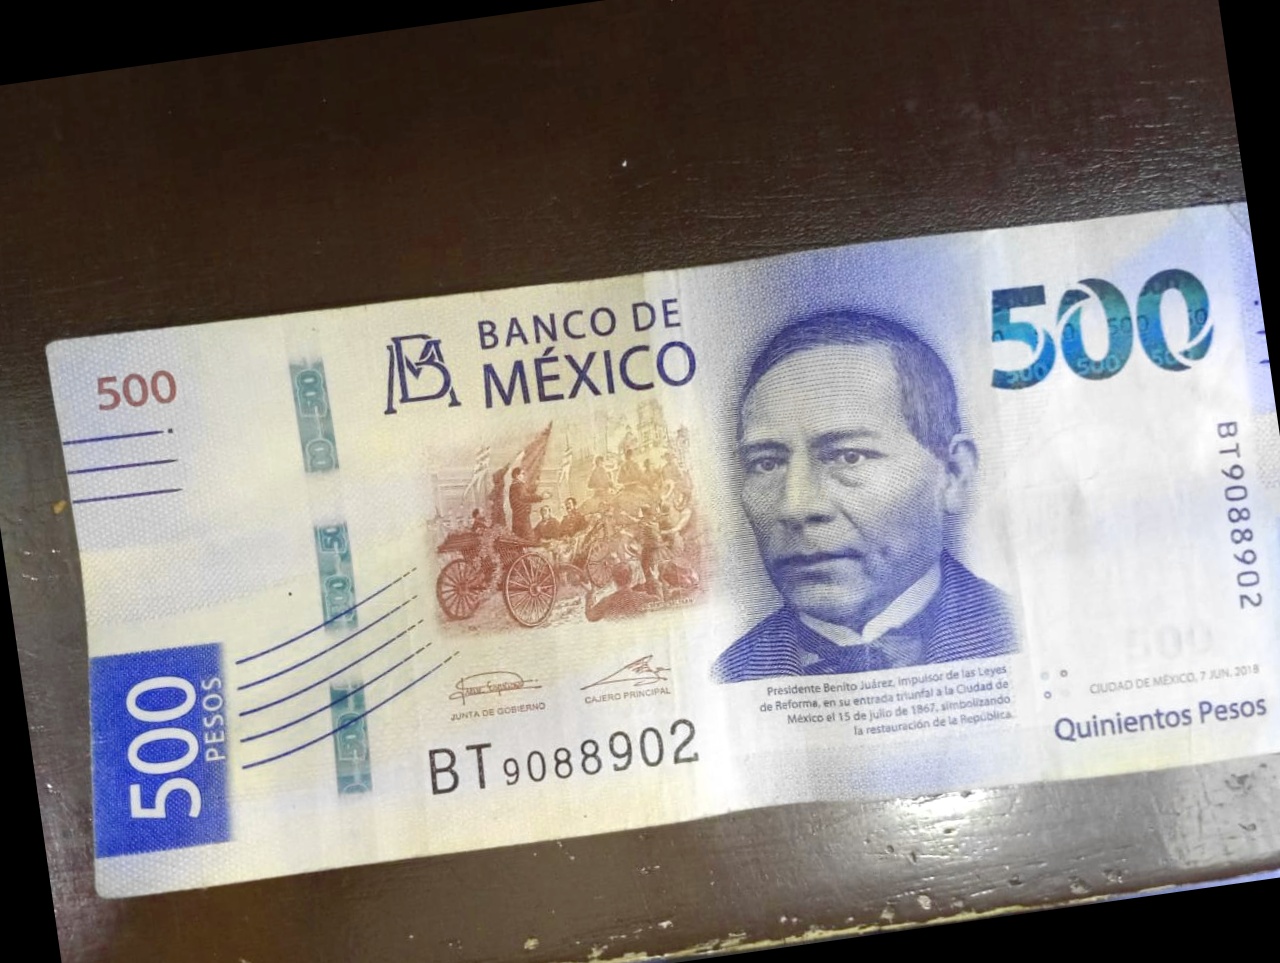 500
BM
BANCO DE
MÉXICO
500
BT9088902
500
PESOS
JUNTA DE GOBIERNO
CAJERO PRINCIPAL
BT9088902
Presidente Benito Juárez, impulsor de las Leyes
de Reforma, en su entrada triunfal a la Ciudad de
México el 15 de julio de 1867, simbolizando
la restauración de la República.
500
CIUDAD DE MÉXICO, 7 JUN. 2018
Quinientos Pesos